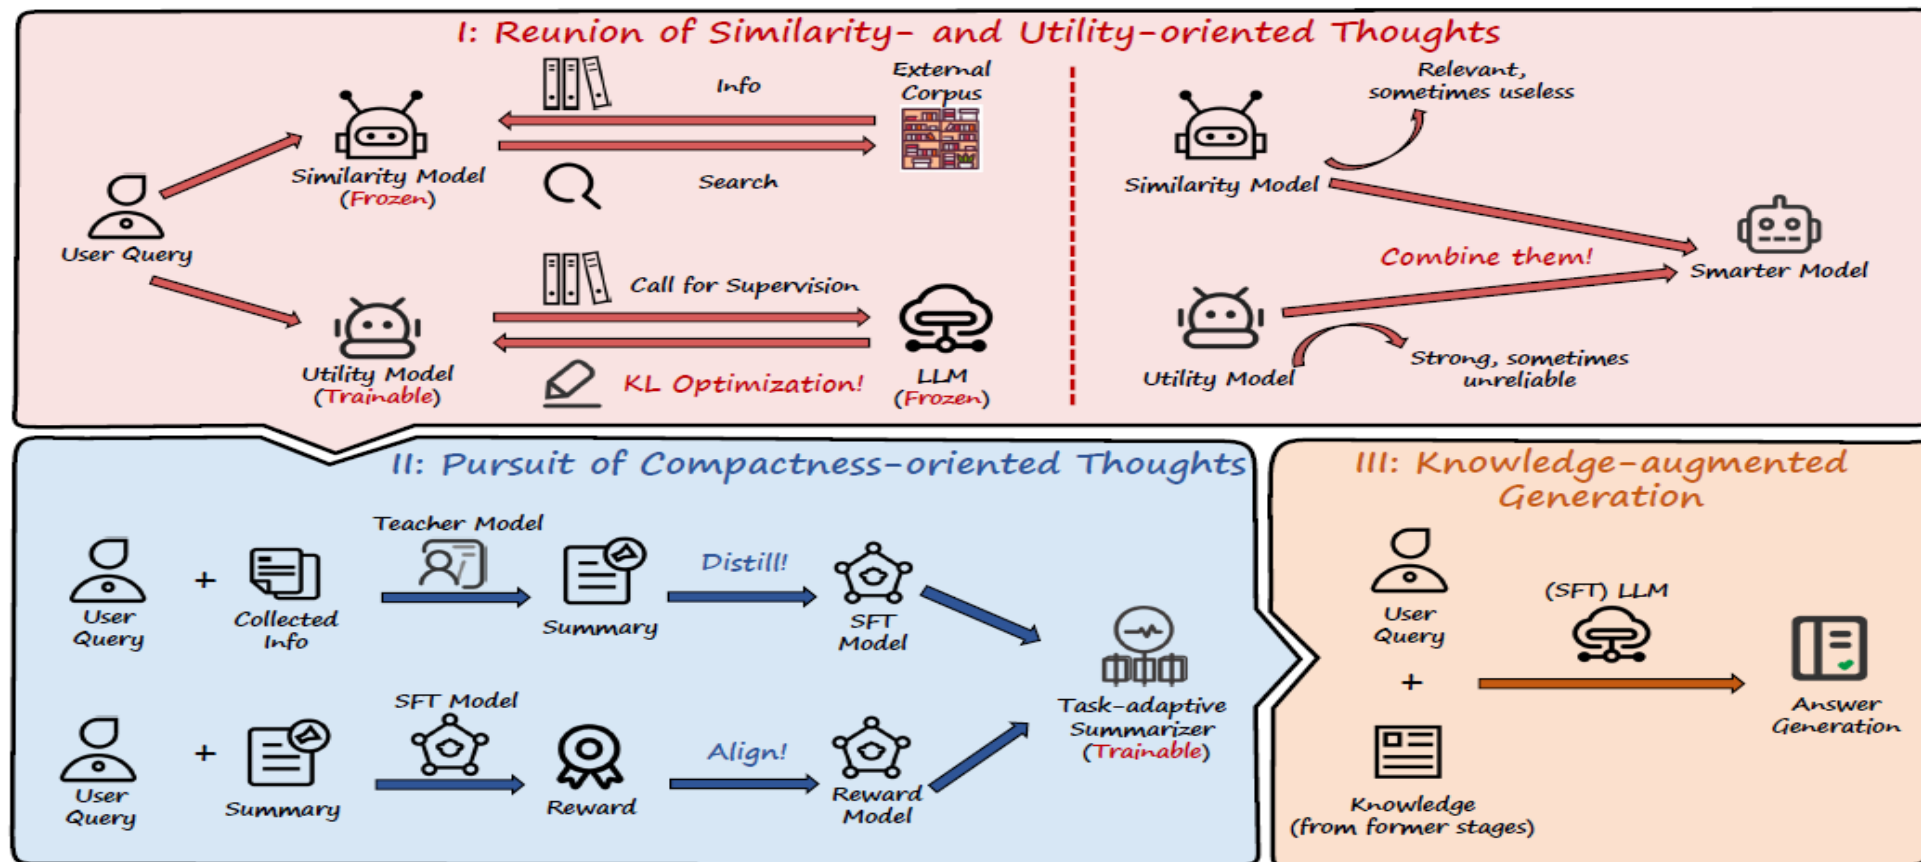 I: Reunion of Similarity- and Utility-oriented Thoughts
Info
External
Corpus
Similarity Model
(Frozen)
Search
User Query
Call for Supervision
Utility Model
(Trainable)
KL Optimization!
LLM
(Frozen)
Relevant,
sometimes useless
Similarity Model
Combine them!
Smarter Model
Utility Model
Strong, sometimes
unreliable
II: Pursuit of Compactness-oriented Thoughts
User
Query
+
Collected
Info
Teacher Model
Summary
Distill!
SFT
Model
User
Query
+
Summary
SFT Model
Reward
Align!
Reward
Model
Task-adaptive
Summarizer
(Trainable)
III: Knowledge-augmented
Generation
User
Query
+
Knowledge
(from former stages)
(SFT) LLM
Answer
Generation